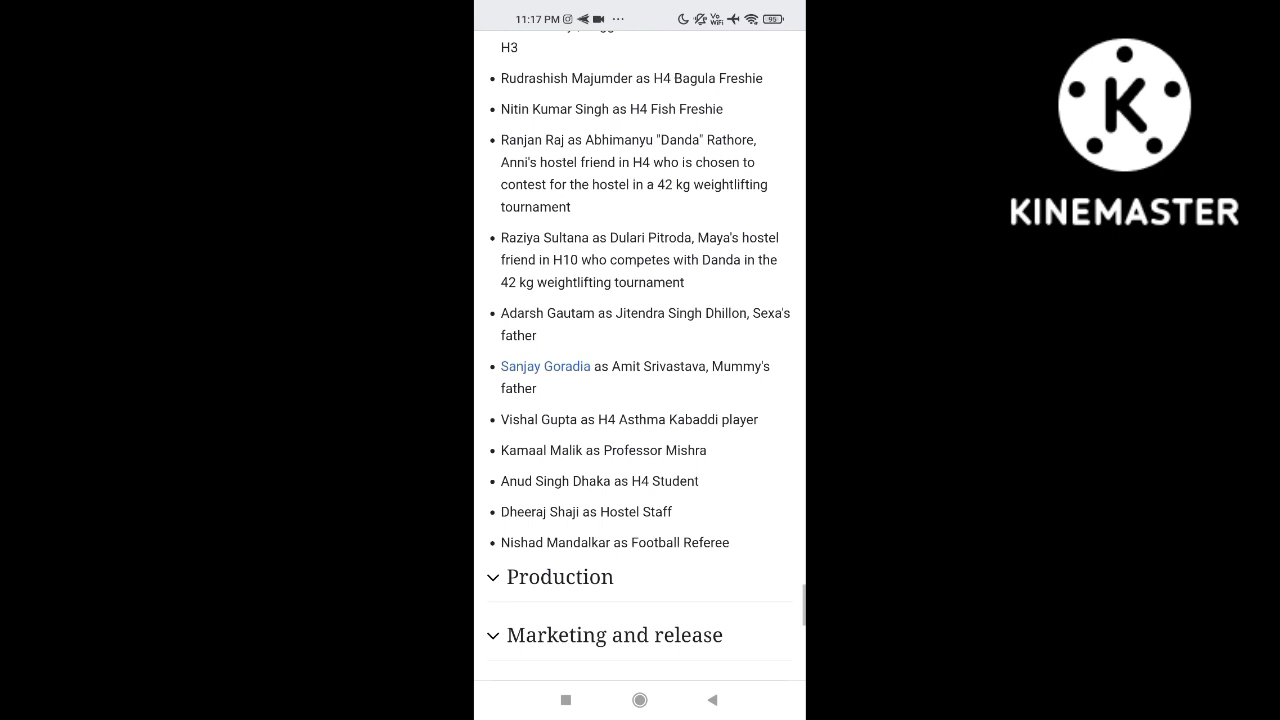 11:17 PM
Vo
WiFi
95
H3
• Rudrashish Majumder as H4 Bagula Freshie
• Nitin Kumar Singh as H4 Fish Freshie
• Ranjan Raj as Abhimanyu "Danda" Rathore,
Anni's hostel friend in H4 who is chosen to
contest for the hostel in a 42 kg weightlifting
tournament
• Raziya Sultana as Dulari Pitroda, Maya's hostel
friend in H10 who competes with Danda in the
42 kg weightlifting tournament
• Adarsh Gautam as Jitendra Singh Dhillon, Sexa's
father
• Sanjay Goradia as Amit Srivastava, Mummy's
father
• Vishal Gupta as H4 Asthma Kabaddi player
• Kamaal Malik as Professor Mishra
• Anud Singh Dhaka as H4 Student
• Dheeraj Shaji as Hostel Staff
• Nishad Mandalkar as Football Referee
Production
Marketing and release
K
KINEMASTER